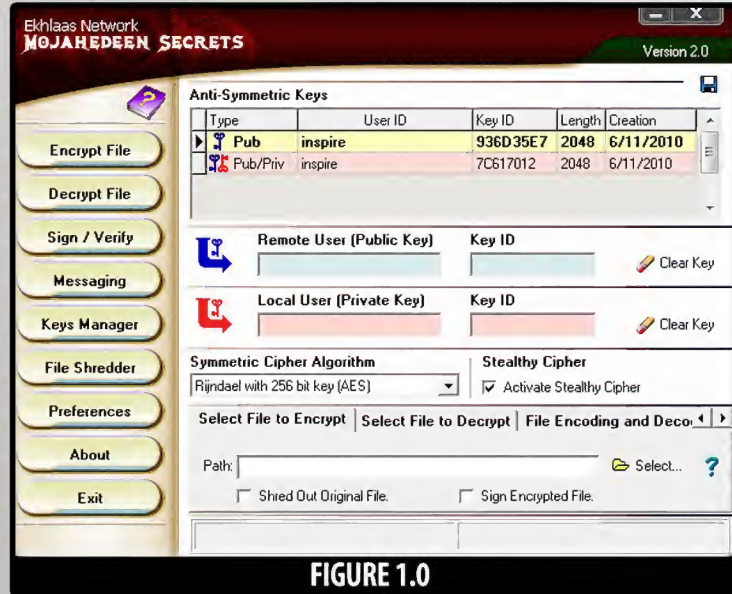 Ekhlaas Network
MOJAHEDEEN SECRETS
Version 2.0
Encrypt File
Decrypt File
Sign / Verify
Messaging
Keys Manager
File Shredder
Preferences
About
Exit
Anti-Symmetric Keys
Type User ID Key ID Length Creation
Pub inspire 936D35E7 2048 6/11/2010
Pub/Priv inspire 7C617012 2048 6/11/2010
Remote User (Public Key) Key ID
Clear Key
Local User (Private Key) Key ID
Clear Key
Symmetric Cipher Algorithm Stealthy Cipher
Rijndael with 256 bit key (AES) Activate Stealthy Cipher
Select File to Encrypt Select File to Decrypt File Encoding and Deco
Path: Select... ?
Shred Out Original File. Sign Encrypted File.
FIGURE 1.0